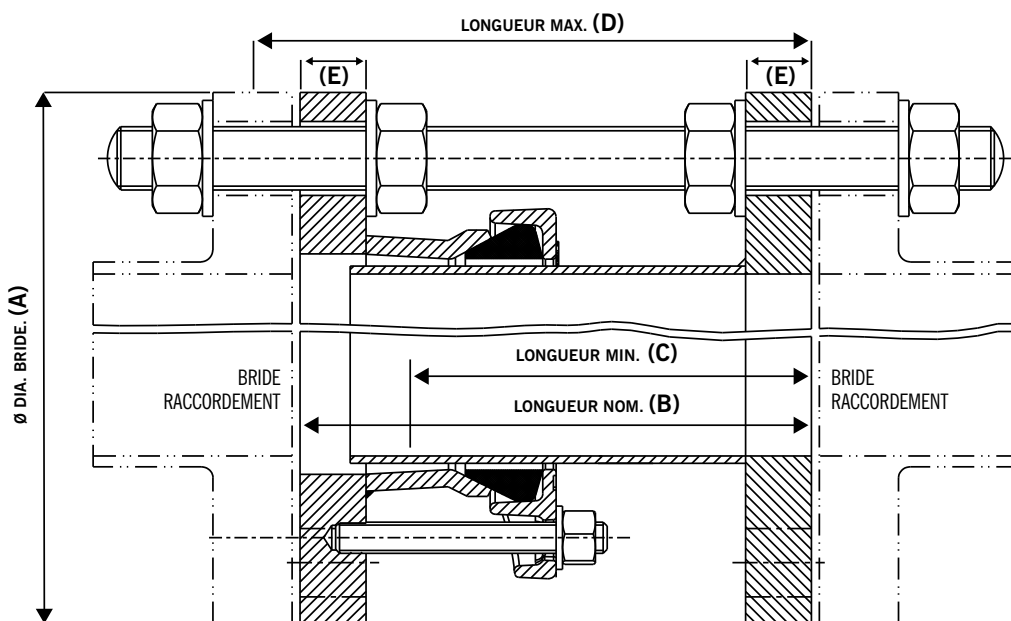 LONGUEUR MAX. (D)
(E)
(E)
Ø DIA. BRIDE. (A)
LONGUEUR MIN. (C)
BRIDE
RACCORDEMENT
BRIDE
RACCORDEMENT
LONGUEUR NOM. (B)